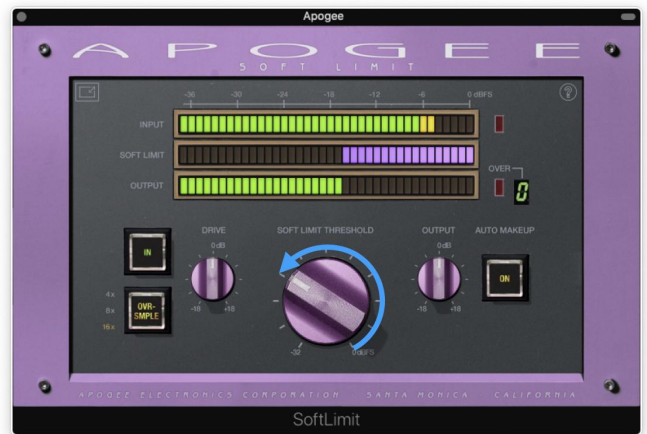 Apogee
APOGEE
SOFT LIMIT
-36 -30 -24 -18 -12 -6 0 dBFS
INPUT
SOFT LIMIT
OVER
OUTPUT 0
DRIVE SOFT LIMIT THRESHOLD OUTPUT AUTO MAKEUP
0dB 0dB
IN
ON
4x
8x
16x
OVR-
SMPLE
-18 +18 -18 +18
-32 0dBFS
APOGEE ELECTRONICS CORPORATION SANTA MONICA CALIFORNIA
SoftLimit